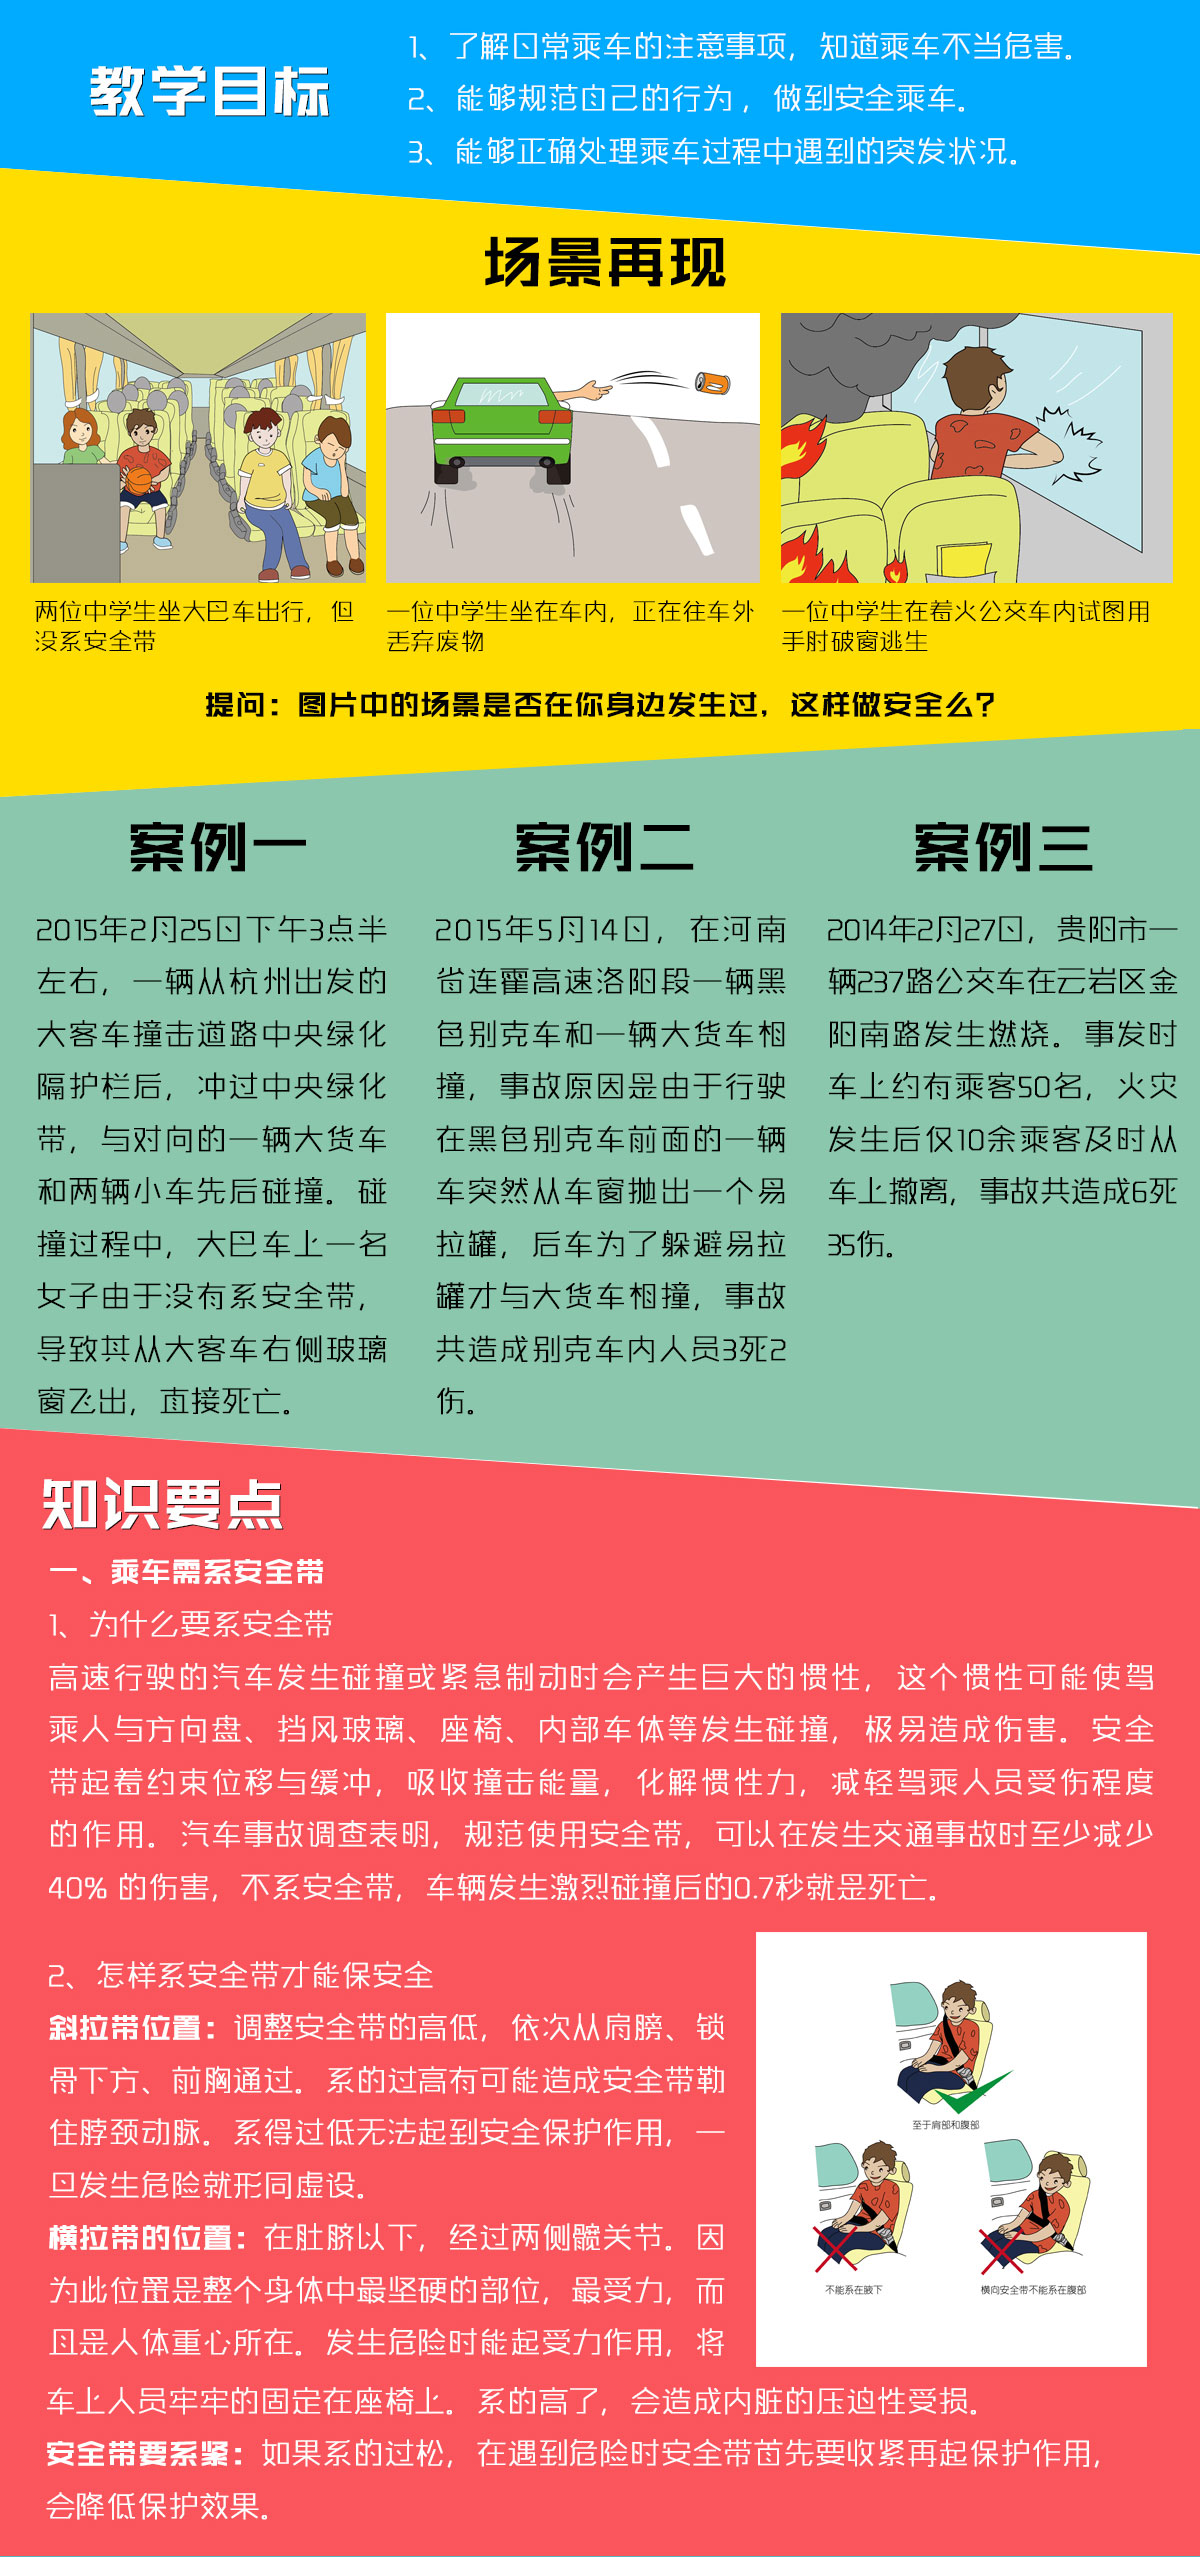 教学目标
1、了解日常乘车的注意事项，知道乘车不当危害。
2、能够规范自己的行为，做到安全乘车。
3、能够正确处理乘车过程中遇到的突发状况。
场景再现
两位中学生坐大巴车出行，但
没系安全带
一位中学生坐在车内，正在往车外
丢弃废物
一位中学生在着火公交车内试图用
手肘破窗逃生
提问：图片中的场景是否在你身边发生过，这样做安全么？
案例一
2015年2月25日下午3点半
左右，一辆从杭州出发的
大客车撞击道路中央绿化
隔护栏后，冲过中央绿化
带，与对向的一辆大货车
和两辆小车先后碰撞。碰
撞过程中，大巴车上一名
女子由于没有系安全带，
导致其从大客车右侧玻璃
窗飞出，直接死亡。
案例二
2015年5月14日，在河南
省连霍高速洛阳段一辆黑
色别克车和一辆大货车相
撞，事故原因是由于行驶
在黑色别克车前面的一辆
车突然从车窗抛出一个易
拉罐，后车为了躲避易拉
罐才与大货车相撞，事故
共造成别克车内人员3死2
伤。
案例三
2014年2月27日，贵阳市一
辆237路公交车在云岩区金
阳南路发生燃烧。事发时
车上约有乘客50名，火灾
发生后仅10余乘客及时从
车上撤离，事故共造成6死
35伤。
知识要点
一、乘车需系安全带
1、为什么要系安全带
高速行驶的汽车发生碰撞或紧急制动时会产生巨大的惯性，这个惯性可能使驾
乘人与方向盘、挡风玻璃、座椅、内部车体等发生碰撞，极易造成伤害。安全
带起着约束位移与缓冲，吸收撞击能量，化解惯性力，减轻驾乘人员受伤程度
的作用。汽车事故调查表明，规范使用安全带，可以在发生交通事故时至少减少
40% 的伤害，不系安全带，车辆发生激烈碰撞后的0.7秒就是死亡。
2、怎样系安全带才能保安全
斜拉带位置：调整安全带的高低，依次从肩膀、锁
骨下方、前胸通过。系的过高有可能造成安全带勒
住脖颈动脉。系得过低无法起到安全保护作用，一
旦发生危险就形同虚设。
横拉带的位置：在肚脐以下，经过两侧髋关节。因
为此位置是整个身体中最坚硬的部位，最受力，而
且是人体重心所在。发生危险时能起受力作用，将
车上人员牢牢的固定在座椅上。系的高了，会造成内脏的压迫性受损。
安全带要系紧：如果系的过松，在遇到危险时安全带首先要收紧再起保护作用，
会降低保护效果。
至于肩部和腹部
不能系在腋下
横向安全带不能系在腹部